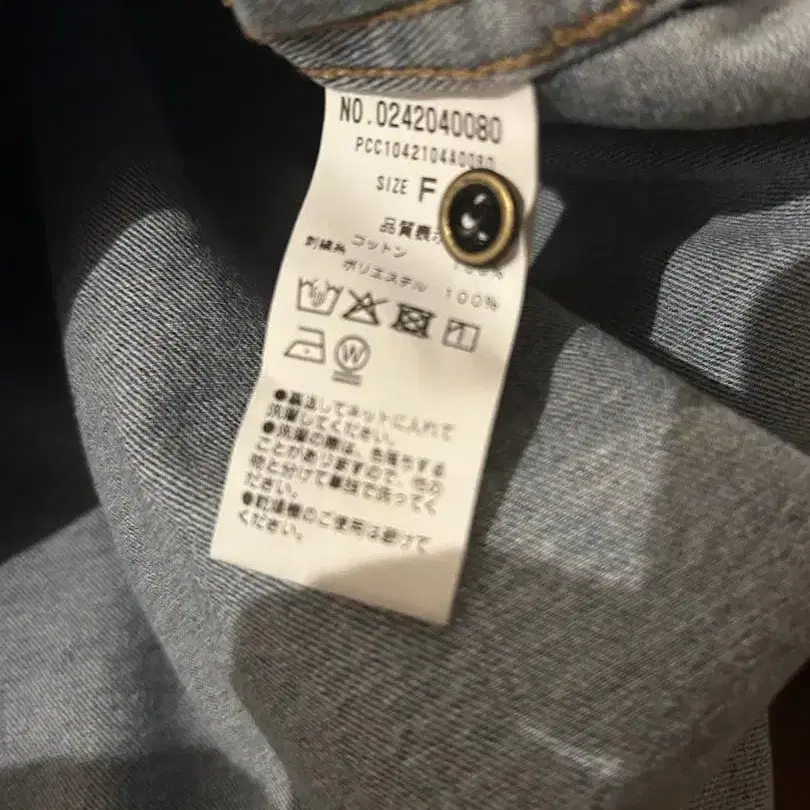 NO.0242040080
PCC1042104A0080
SIZE F
品質表示
コットン 100%
刺繍糸 ポリエステル 100%
W
●裏返してネットに入れて
洗濯してください。
●洗濯の際は、色落ちする
ことがありますので、他の
物と分けて単独で洗ってく
ださい。
●乾燥機のご使用は避けて
ください。